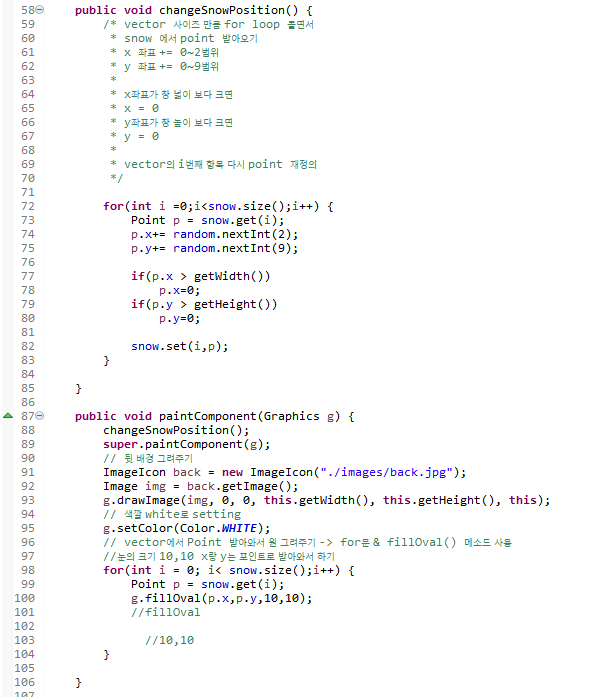 58 public void changeSnowPosition() {
59 /* vector 사이즈 만큼 for loop 돌면서
60 * snow 에서 point 받아오기
61 * x 좌표 += 0~2범위
62 * y 좌표 += 0~9범위
63 *
64 * x좌표가 창 넓이 보다 크면
65 * x = 0
66 * y좌표가 창 높이 보다 크면
67 * y = 0
68 *
69 * vector의 i번째 항목 다시 point 재정의
70 */
71
72 for(int i =0;i<snow.size();i++) {
73 Point p = snow.get(i);
74 p.x+= random.nextInt(2);
75 p.y+= random.nextInt(9);
76
77 if(p.x > getWidth())
78 p.x=0;
79 if(p.y > getHeight())
80 p.y=0;
81
82 snow.set(i,p);
83 }
84
85 }
86
87 public void paintComponent(Graphics g) {
88 changeSnowPosition();
89 super.paintComponent(g);
90 // 뒷 배경 그려주기
91 ImageIcon back = new ImageIcon("./images/back.jpg");
92 Image img = back.getImage();
93 g.drawImage(img, 0, 0, this.getWidth(), this.getHeight(), this);
94 // 색깔 white로 setting
95 g.setColor(Color.WHITE);
96 // vector에서 Point 받아와서 원 그려주기 -> for문 & fillOval() 메소드 사용
97 //눈의 크기 10,10 x랑 y는 포인트로 받아와서 하기
98 for(int i = 0; i< snow.size();i++) {
99 Point p = snow.get(i);
100 g.fillOval(p.x,p.y,10,10);
101 //fillOval
102
103 //10,10
104 }
105
106 }
107